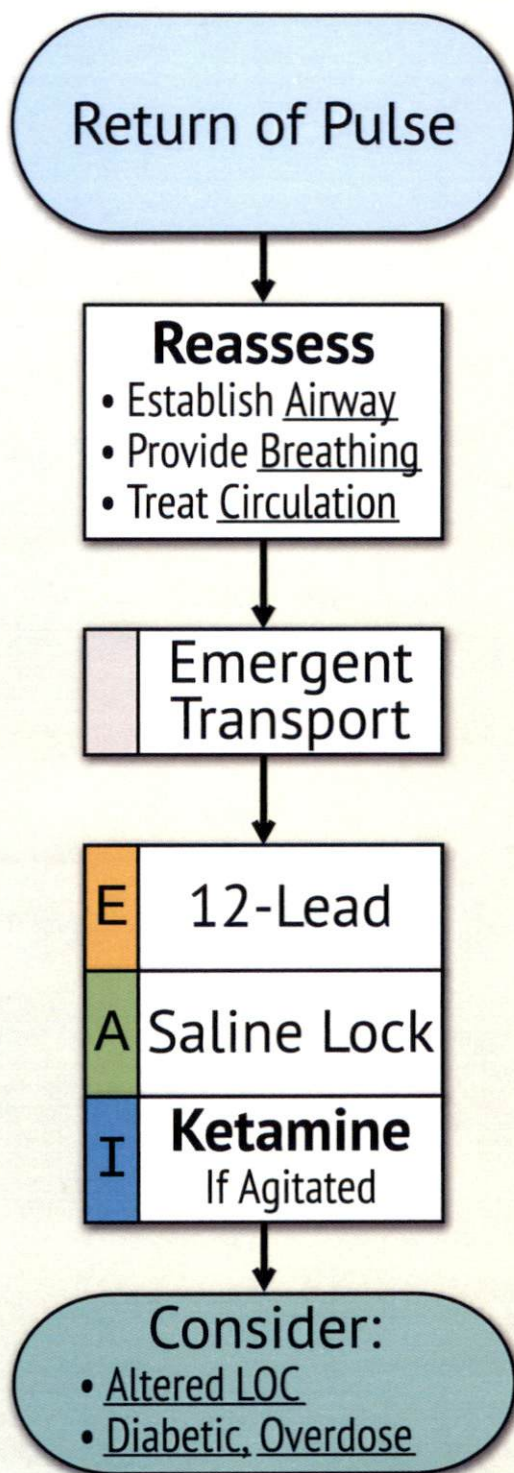 Return of Pulse
Reassess
• Establish Airway
• Provide Breathing
• Treat Circulation
Emergent
Transport
E 12-Lead
A Saline Lock
I Ketamine
If Agitated
Consider:
• Altered LOC
• Diabetic, Overdose